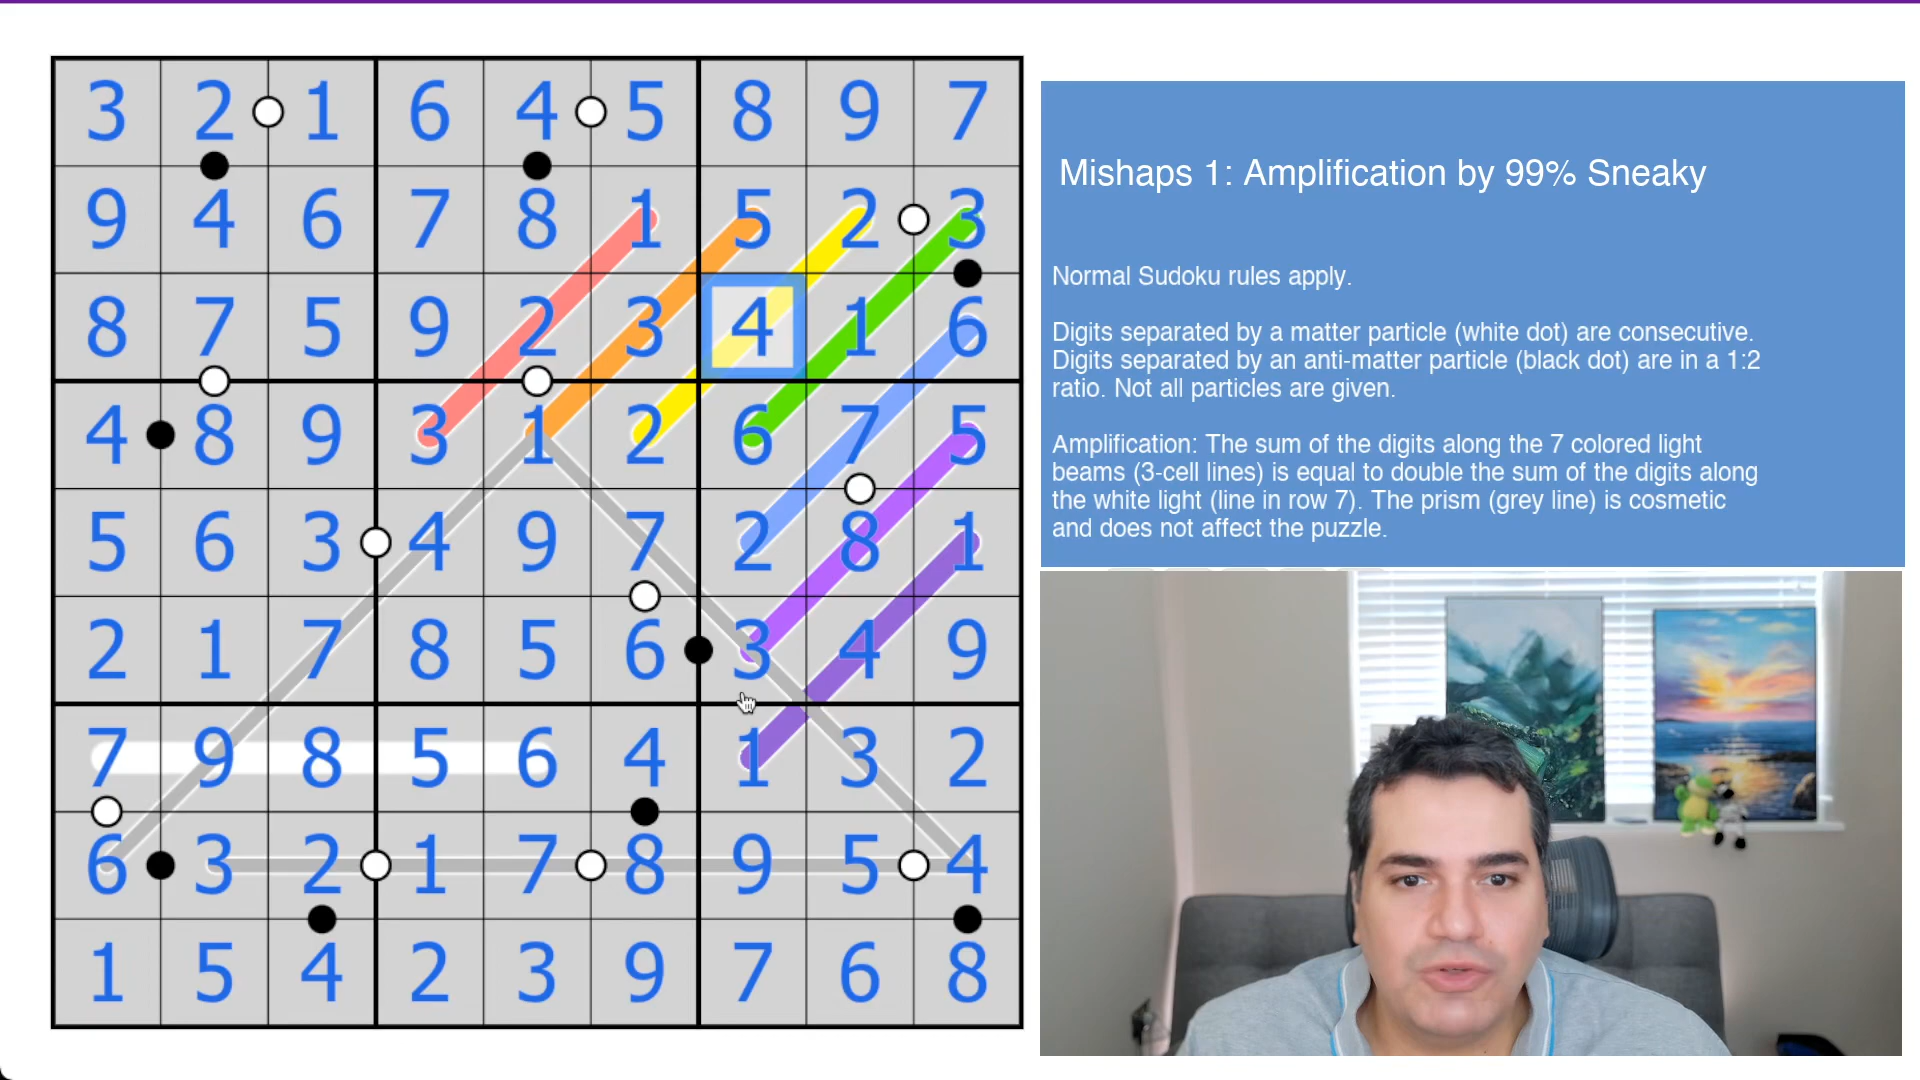 3 2 1 6 4 5 8 9 7
Mishaps 1: Amplification by 99% Sneaky
9 4 6 7 8 1 5 2 3
Normal Sudoku rules apply.
8 7 5 9 2 3 4 1 6
Digits separated by a matter particle (white dot) are consecutive.
Digits separated by an anti-matter particle (black dot) are in a 1:2
ratio. Not all particles are given.
4 8 9 3 1 2 6 7 5
Amplification: The sum of the digits along the 7 colored light
beams (3-cell lines) is equal to double the sum of the digits along
the white light (line in row 7). The prism (grey line) is cosmetic
and does not affect the puzzle.
5 6 3 4 9 7 2 8 1
2 1 7 8 5 6 3 4 9
7 9 8 5 6 4 1 3 2
6 3 2 1 7 8 9 5 4
1 5 4 2 3 9 7 6 8